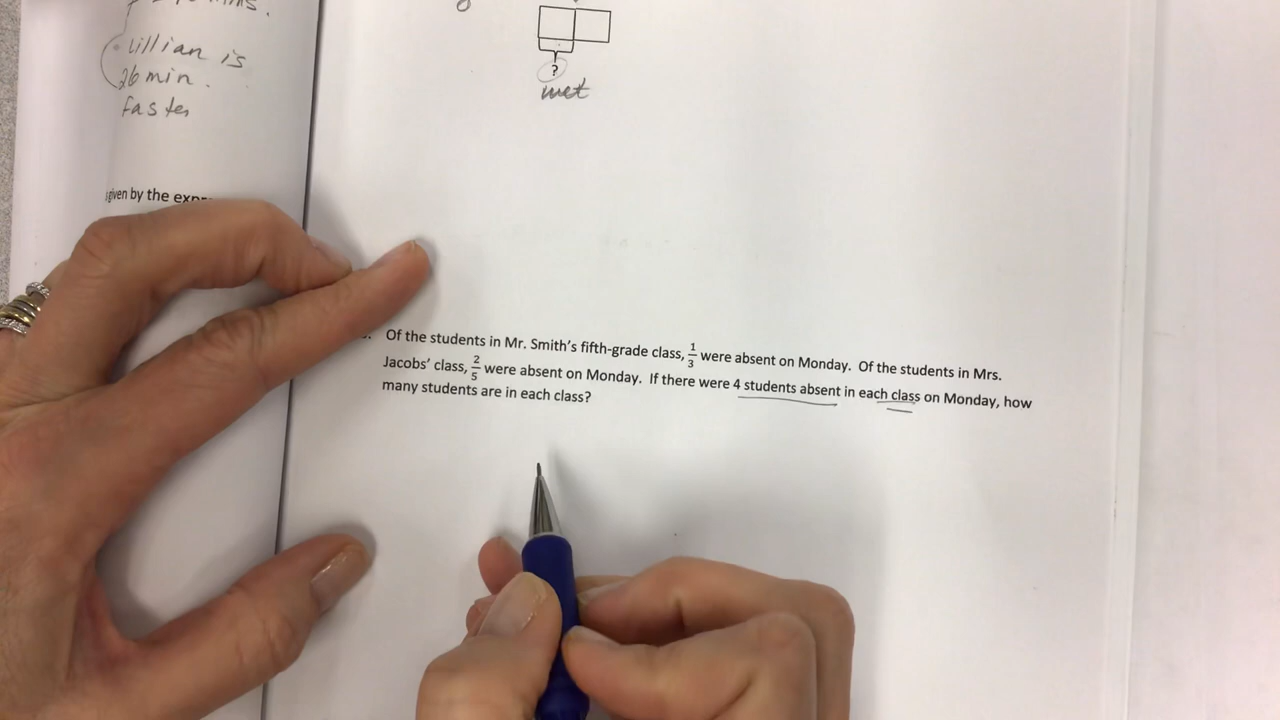 Lillian is
26 min.
faster
given by the
?
met
Of the students in Mr. Smith's fifth-grade class, 1/3 were absent on Monday. Of the students in Mrs.
Jacobs' class, 2/5 were absent on Monday. If there were 4 students absent in each class on Monday, how
many students are in each class?